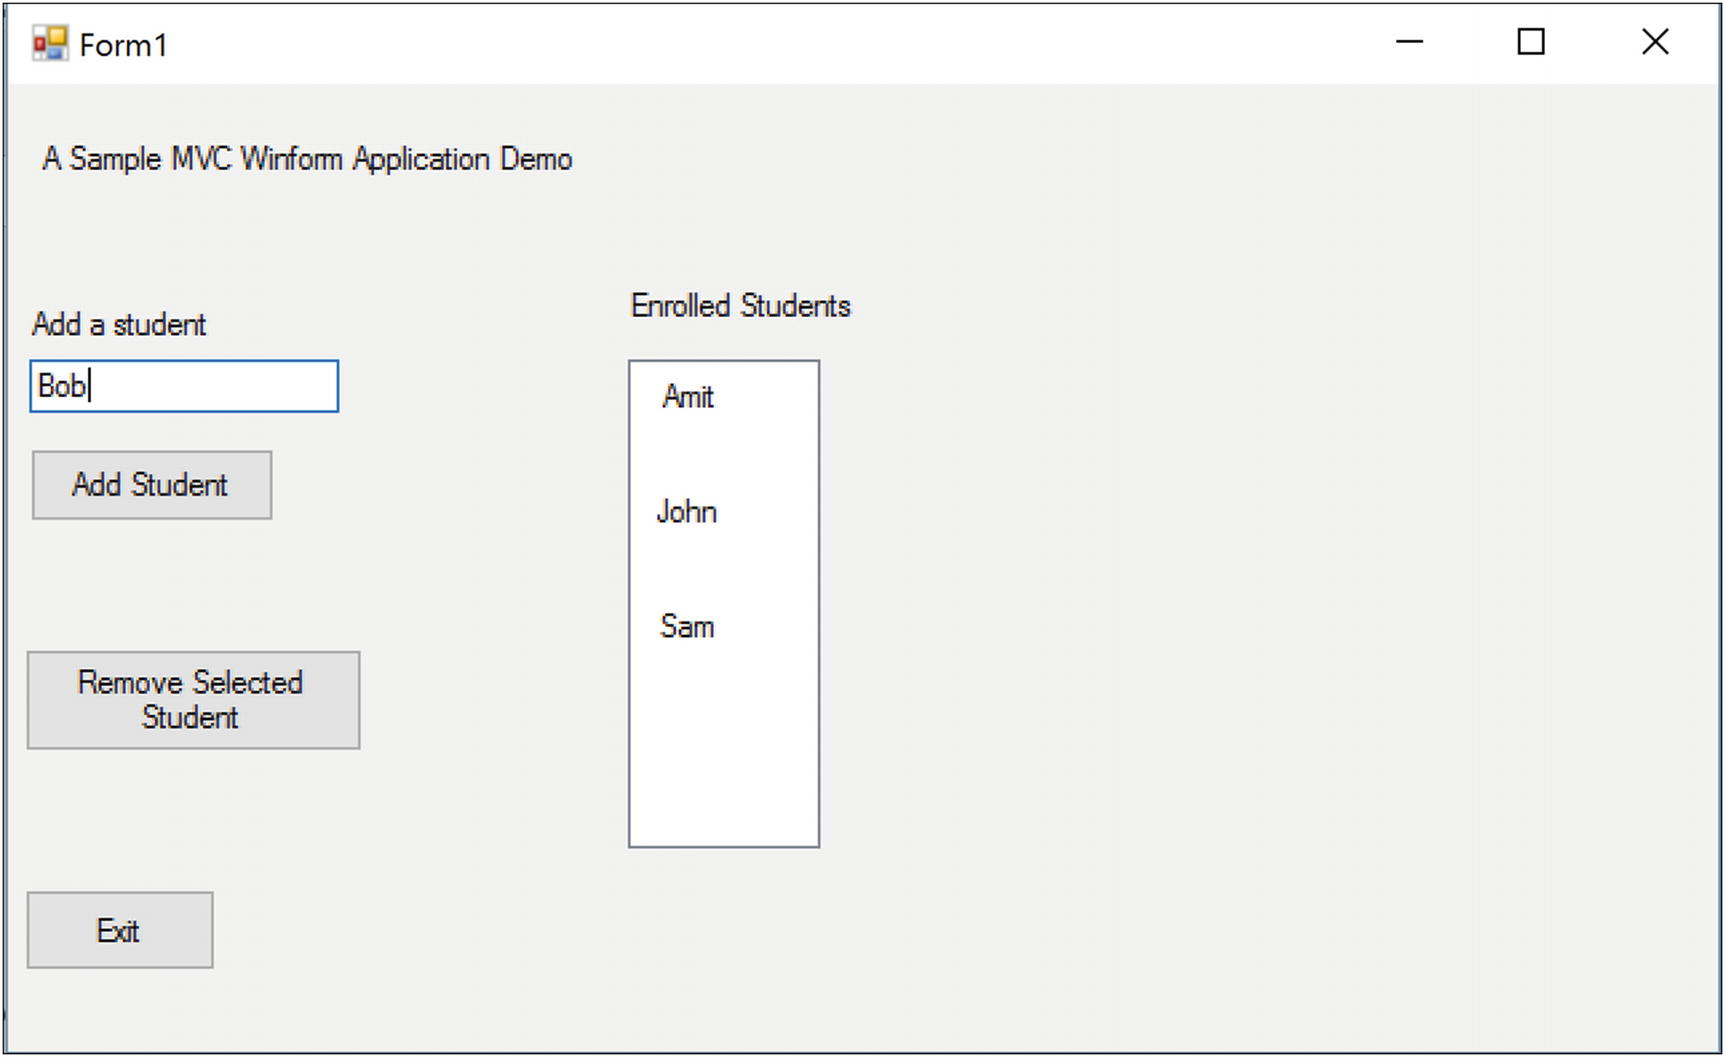 Form1
A Sample MVC Winform Application Demo
Add a student
Bob
Add Student
Remove Selected
Student
Exit
Enrolled Students
Amit
John
Sam